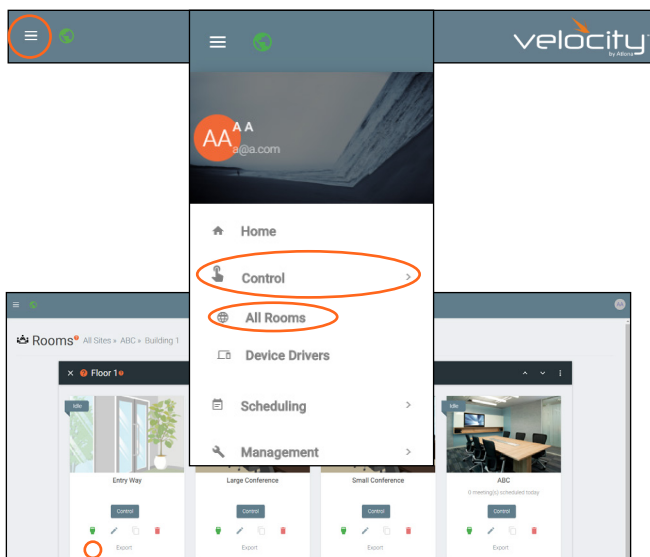 velocity
by Atlona
AA
A A
a@a.com
Home
Control
All Rooms
Device Drivers
Scheduling
Management
Rooms All Sites » ABC » Building 1
Floor 1
Idle
Idle
Entry Way
Large Conference
Small Conference
ABC
0 meeting(s) scheduled today
Control
Control
Control
Control
Export
Export
Export
Export